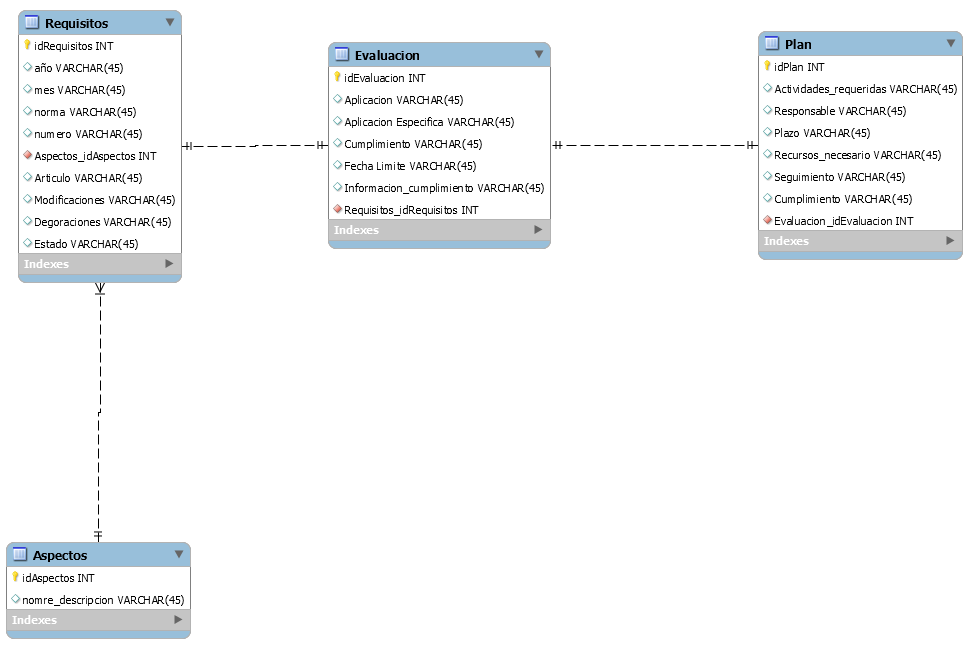 Requisitos
idRequisitos INT
año VARCHAR(45)
mes VARCHAR(45)
norma VARCHAR(45)
numero VARCHAR(45)
Aspectos_idAspectos INT
Articulo VARCHAR(45)
Modificaciones VARCHAR(45)
Degoraciones VARCHAR(45)
Estado VARCHAR(45)
Indexes
Evaluacion
idEvaluacion INT
Aplicacion VARCHAR(45)
Aplicacion Especifica VARCHAR(45)
Cumplimiento VARCHAR(45)
Fecha Limite VARCHAR(45)
Informacion_cumplimiento VARCHAR(45)
Requisitos_idRequisitos INT
Indexes
Plan
idPlan INT
Actividades_requeridas VARCHAR(45)
Responsable VARCHAR(45)
Plazo VARCHAR(45)
Recursos_necesario VARCHAR(45)
Seguimiento VARCHAR(45)
Cumplimiento VARCHAR(45)
Evaluacion_idEvaluacion INT
Indexes
Aspectos
idAspectos INT
nomre_descripcion VARCHAR(45)
Indexes